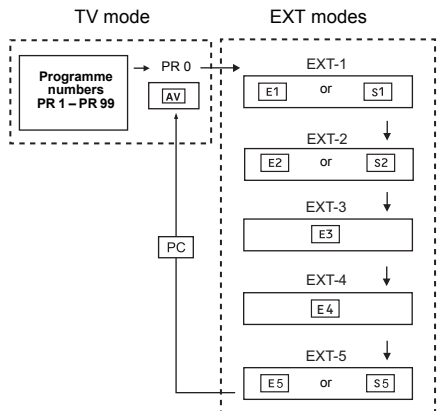 TV mode
EXT modes
Programme
numbers
PR 1 – PR 99
PR 0
AV
EXT-1
E1 or S1
EXT-2
E2 or S2
EXT-3
E3
EXT-4
E4
PC
EXT-5
E5 or S5